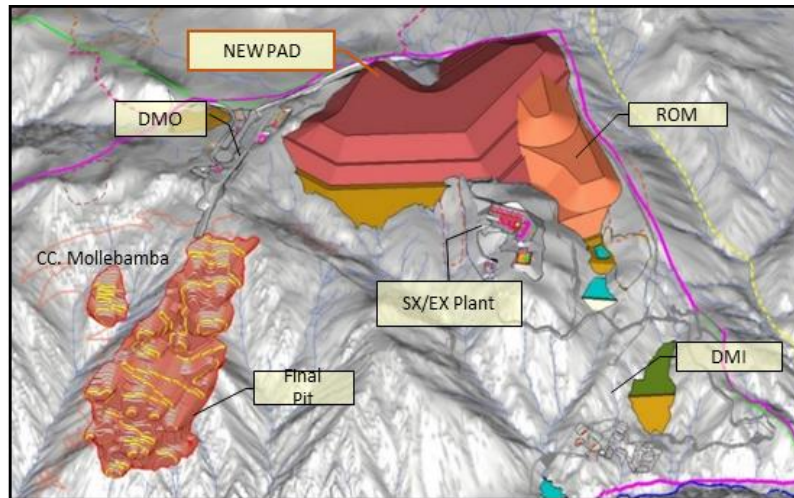 NEW PAD
DMO
ROM
CC. Mollebamba
SX/EX Plant
DMI
Final
Pit